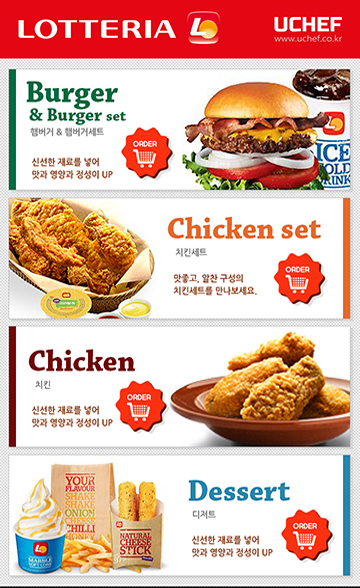 LOTTERIA
UCHEF
www.uchef.co.kr
Burger
& Burger set
햄버거 & 햄버거세트
ORDER
신선한 재료를 넣어
맛과 영양과 정성이 UP
ICE
COLD
DRINK
Chicken set
치킨세트
ORDER
맛좋고, 알찬 구성의
치킨세트를 만나보세요.
Chicken
치킨
ORDER
신선한 재료를 넣어
맛과 영양과 정성이 UP
YOUR
FLAVOUR
SHAKE
SHAKE
ONION
CHEESE
CHILLI
NATURAL
CHEESE
STICK
MARBLE
Dessert
디저트
ORDER
신선한 재료를 넣어
맛과 영양과 정성이 UP